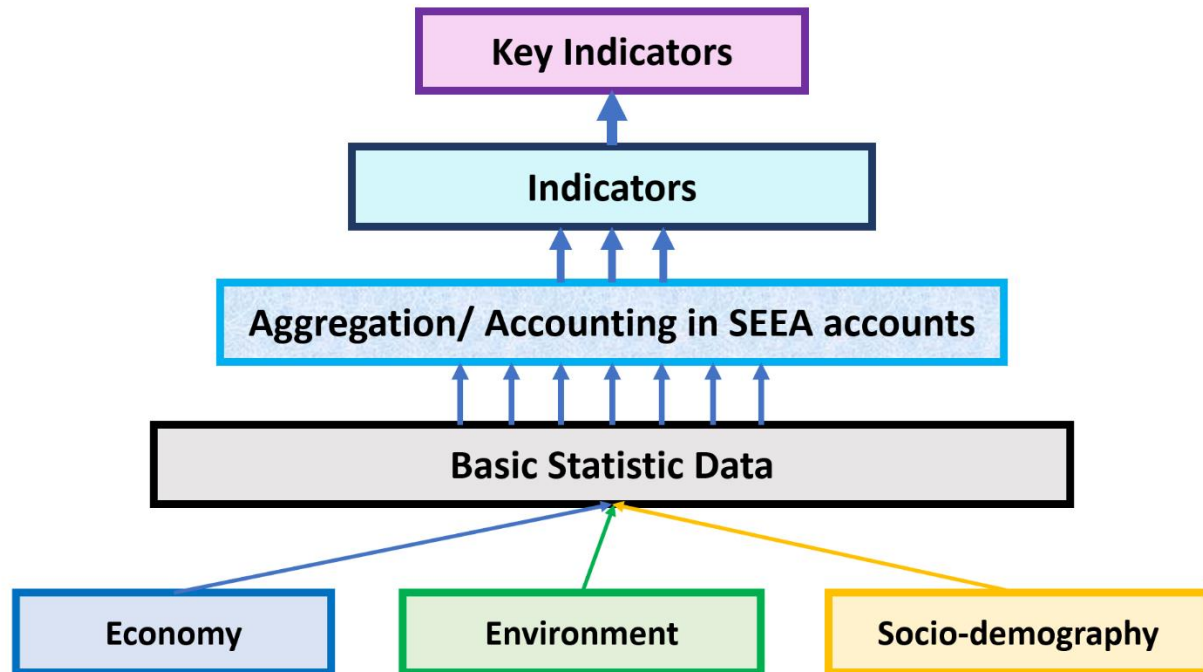 Key Indicators
Indicators
Aggregation/ Accounting in SEEA accounts
Basic Statistic Data
Economy
Environment
Socio-demography